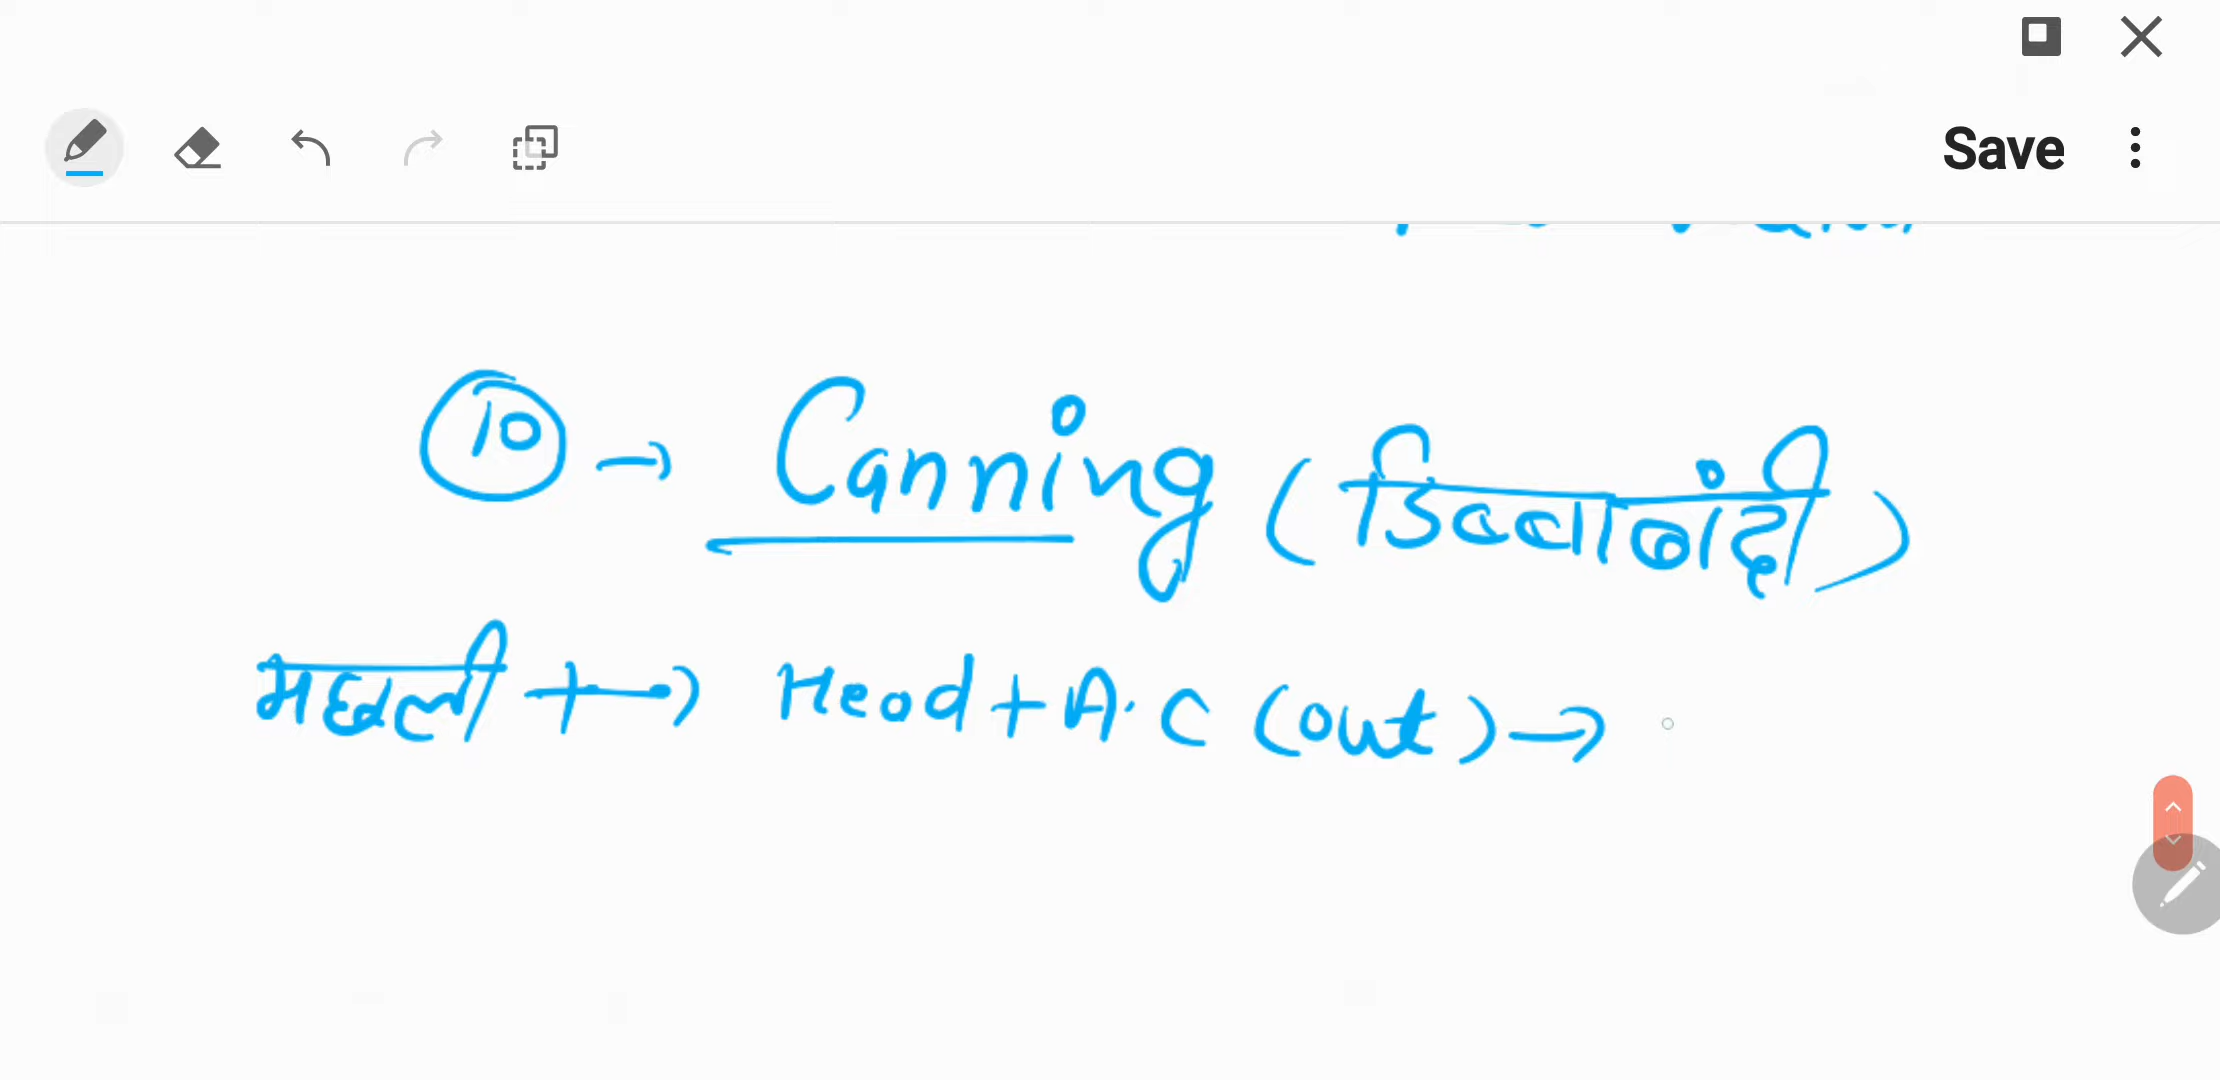 Save
10 → Canning (डिब्बाबंदी)
मछली +→ Head + A.C (out) →